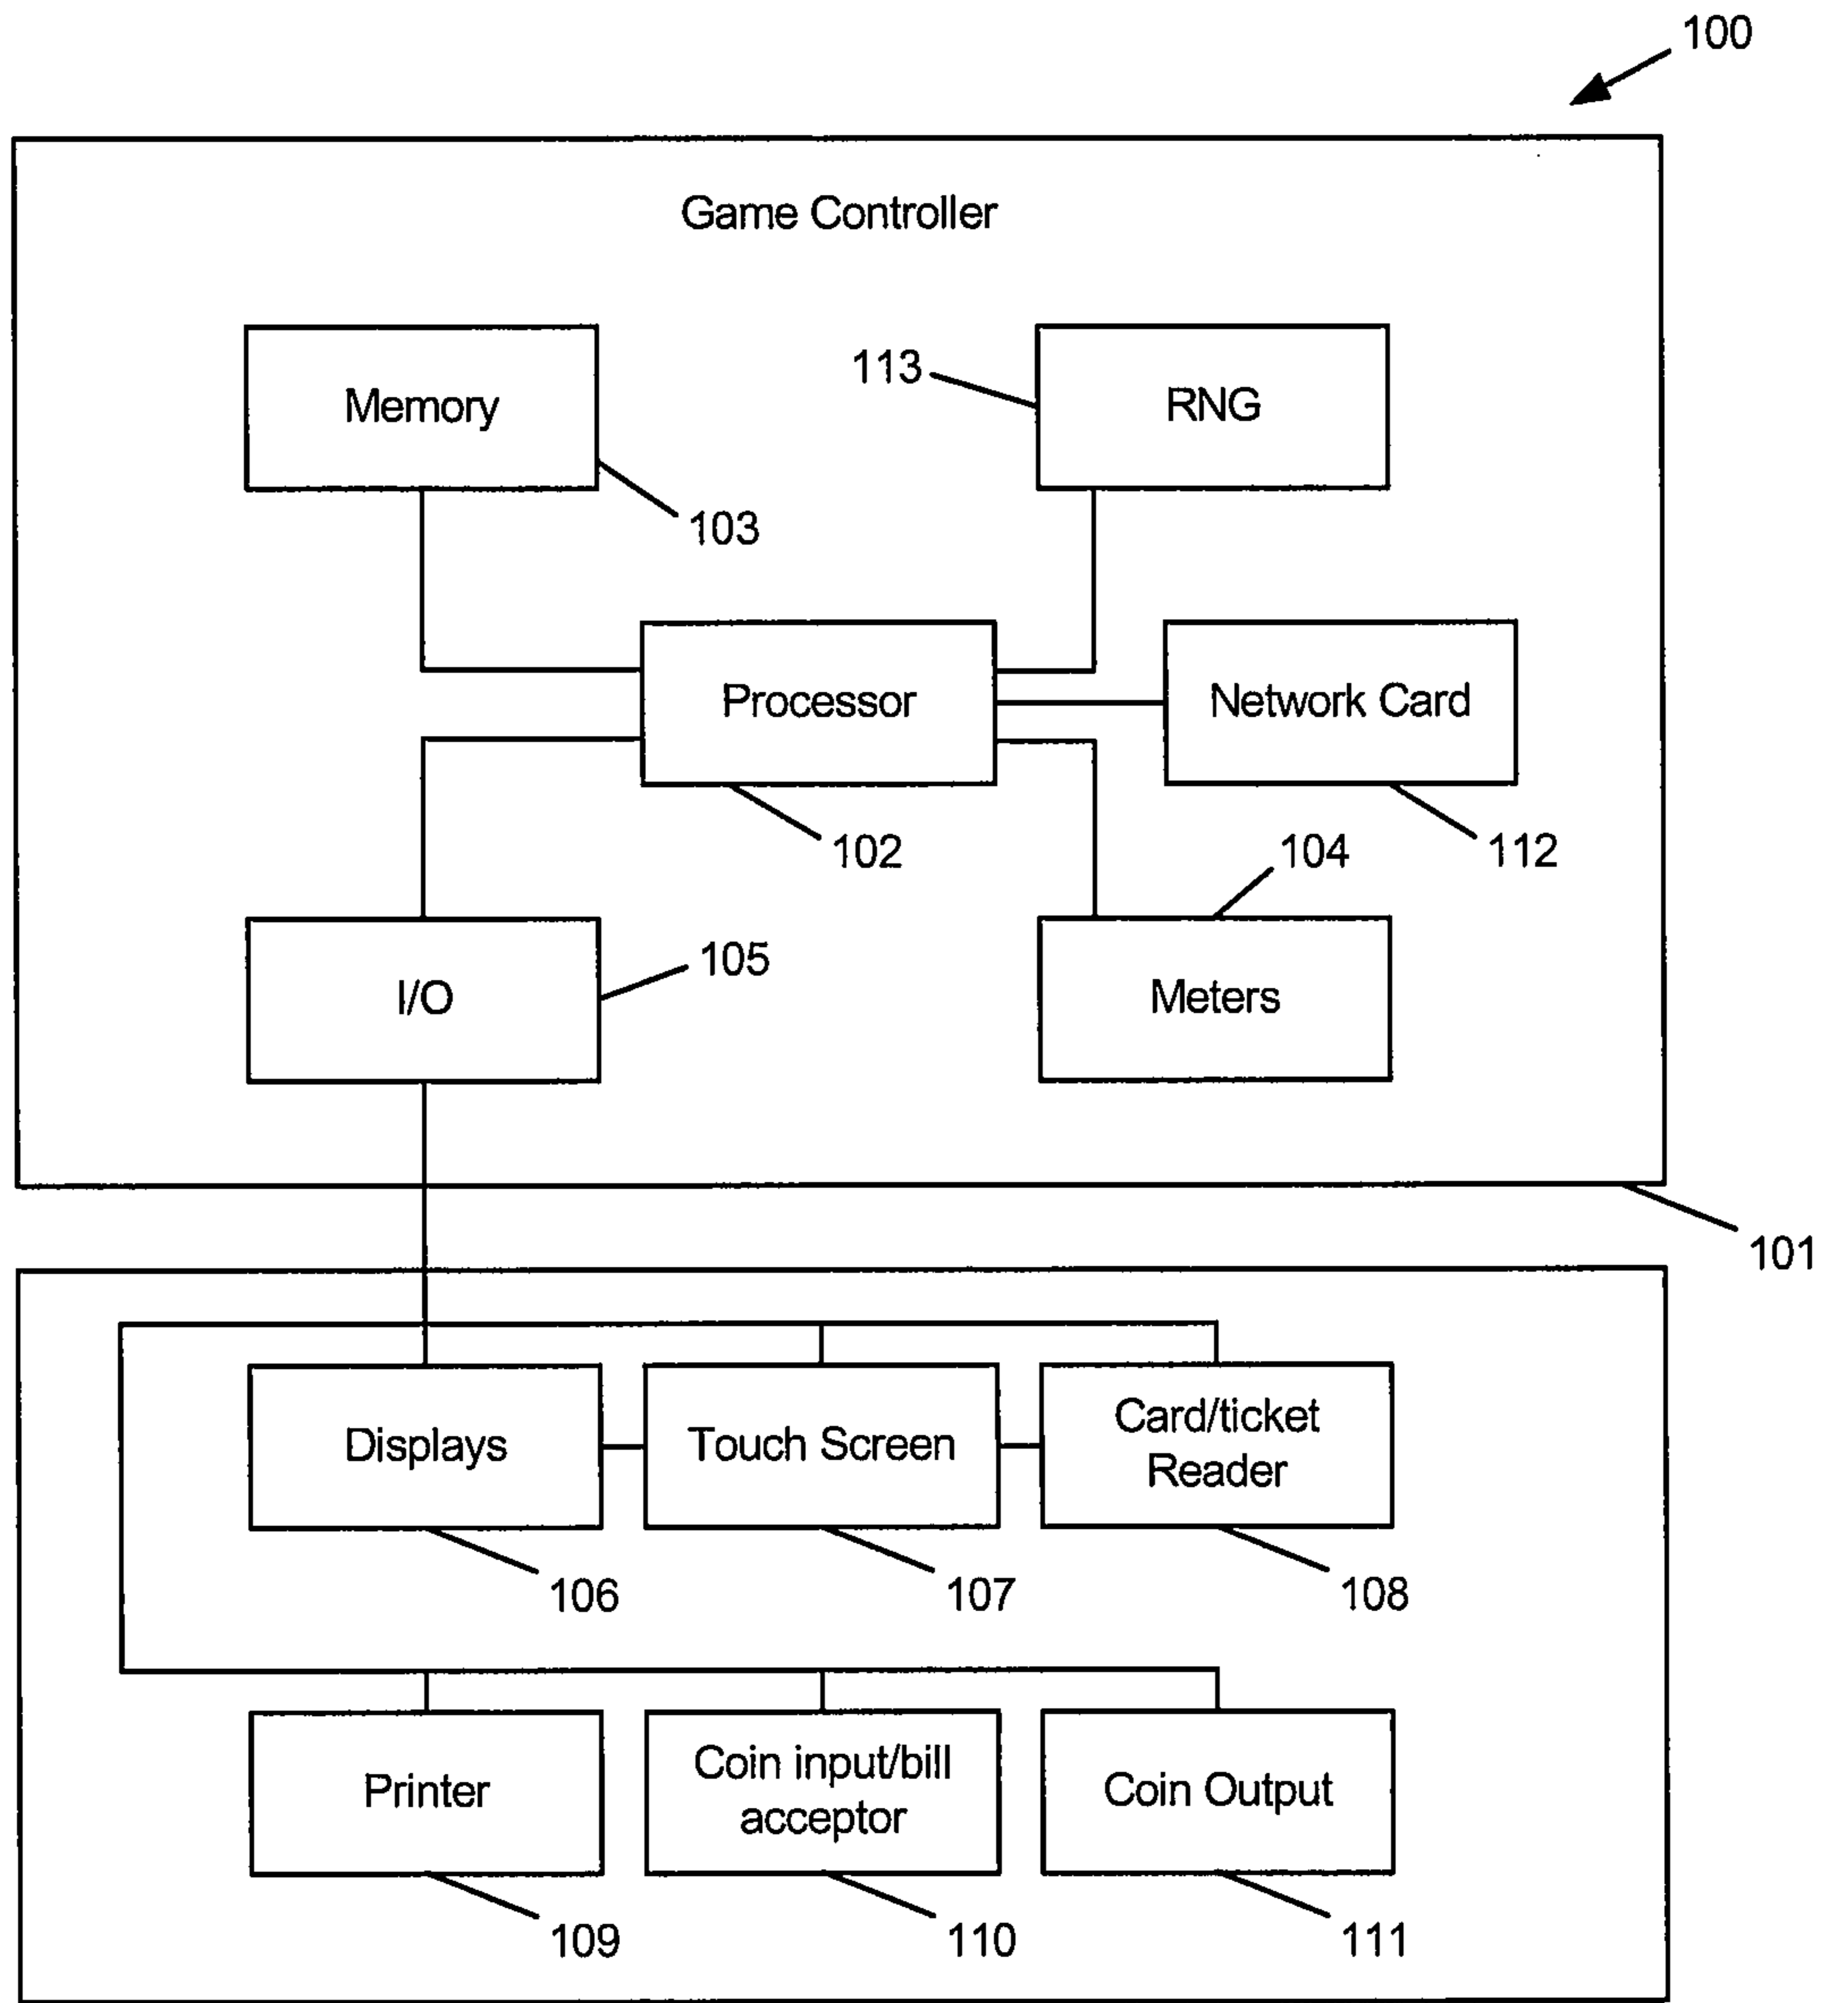 100
Game Controller
Memory
113
RNG
103
Processor
Network Card
102
104
112
I/O
105
Meters
101
Displays
Touch Screen
Card/ticket
Reader
106
107
108
Printer
Coin input/bill
acceptor
Coin Output
109
110
111